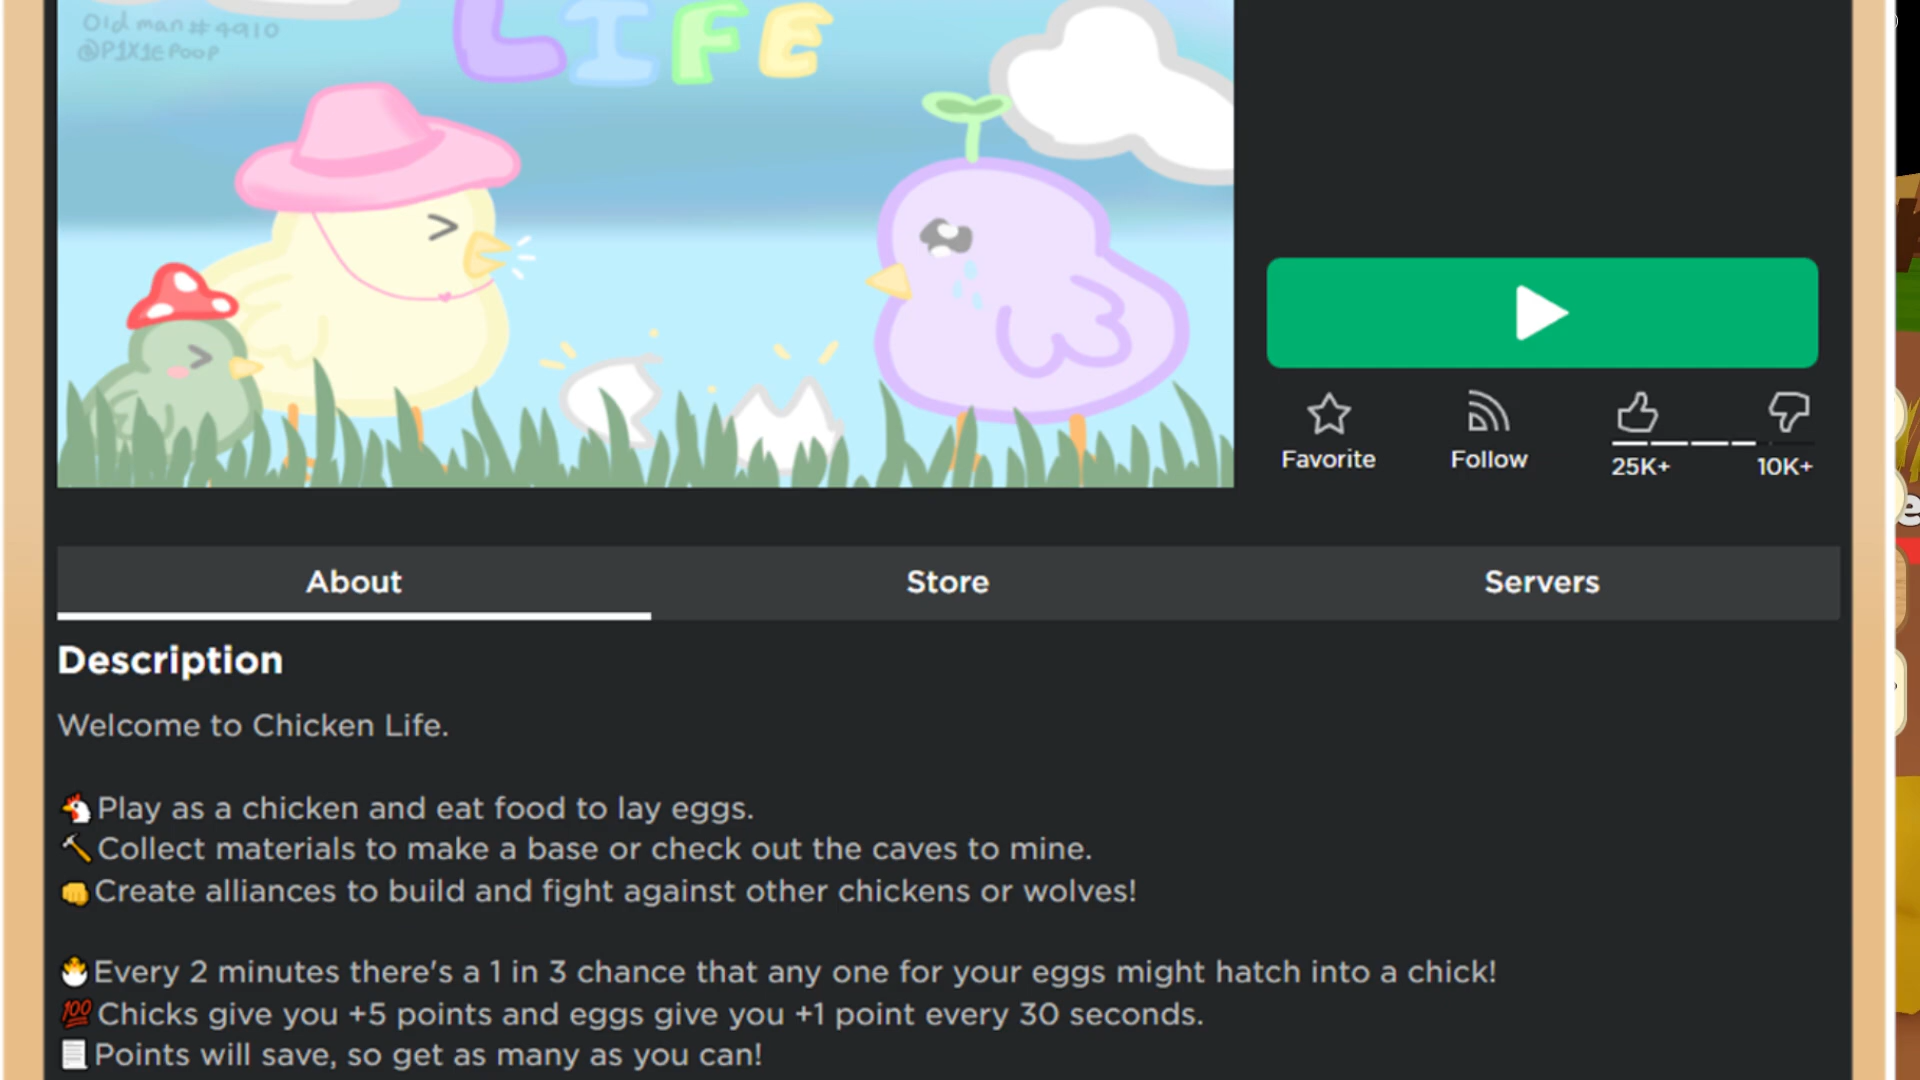 Old man#4910
@P1X1EPOOP
LIFE
Favorite
Follow
25K+
10K+
About
Store
Servers
Description
Welcome to Chicken Life.
🐔Play as a chicken and eat food to lay eggs.
🔨Collect materials to make a base or check out the caves to mine.
👊Create alliances to build and fight against other chickens or wolves!
🐣Every 2 minutes there's a 1 in 3 chance that any one for your eggs might hatch into a chick!
💯Chicks give you +5 points and eggs give you +1 point every 30 seconds.
📃Points will save, so get as many as you can!